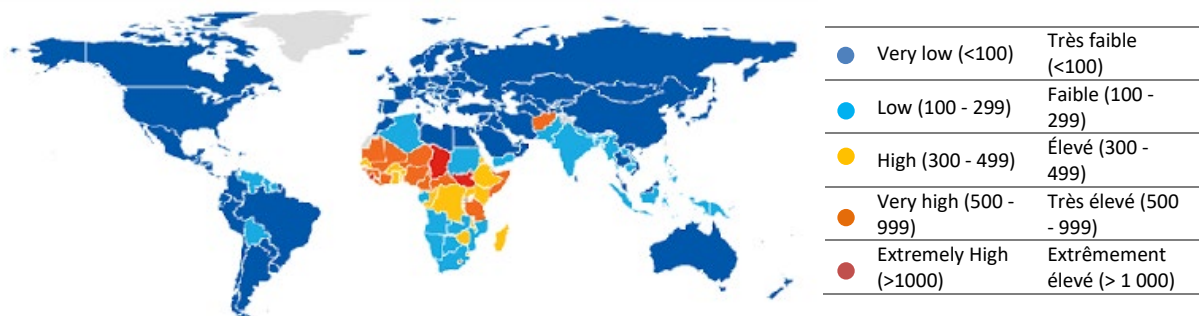 Very low (<100)
Très faible
(<100)
Low (100 - 299)
Faible (100 -
299)
High (300 - 499)
Élevé (300 -
499)
Very high (500 -
999)
Très élevé (500
- 999)
Extremely High
(>1000)
Extrêmement
élevé (> 1 000)